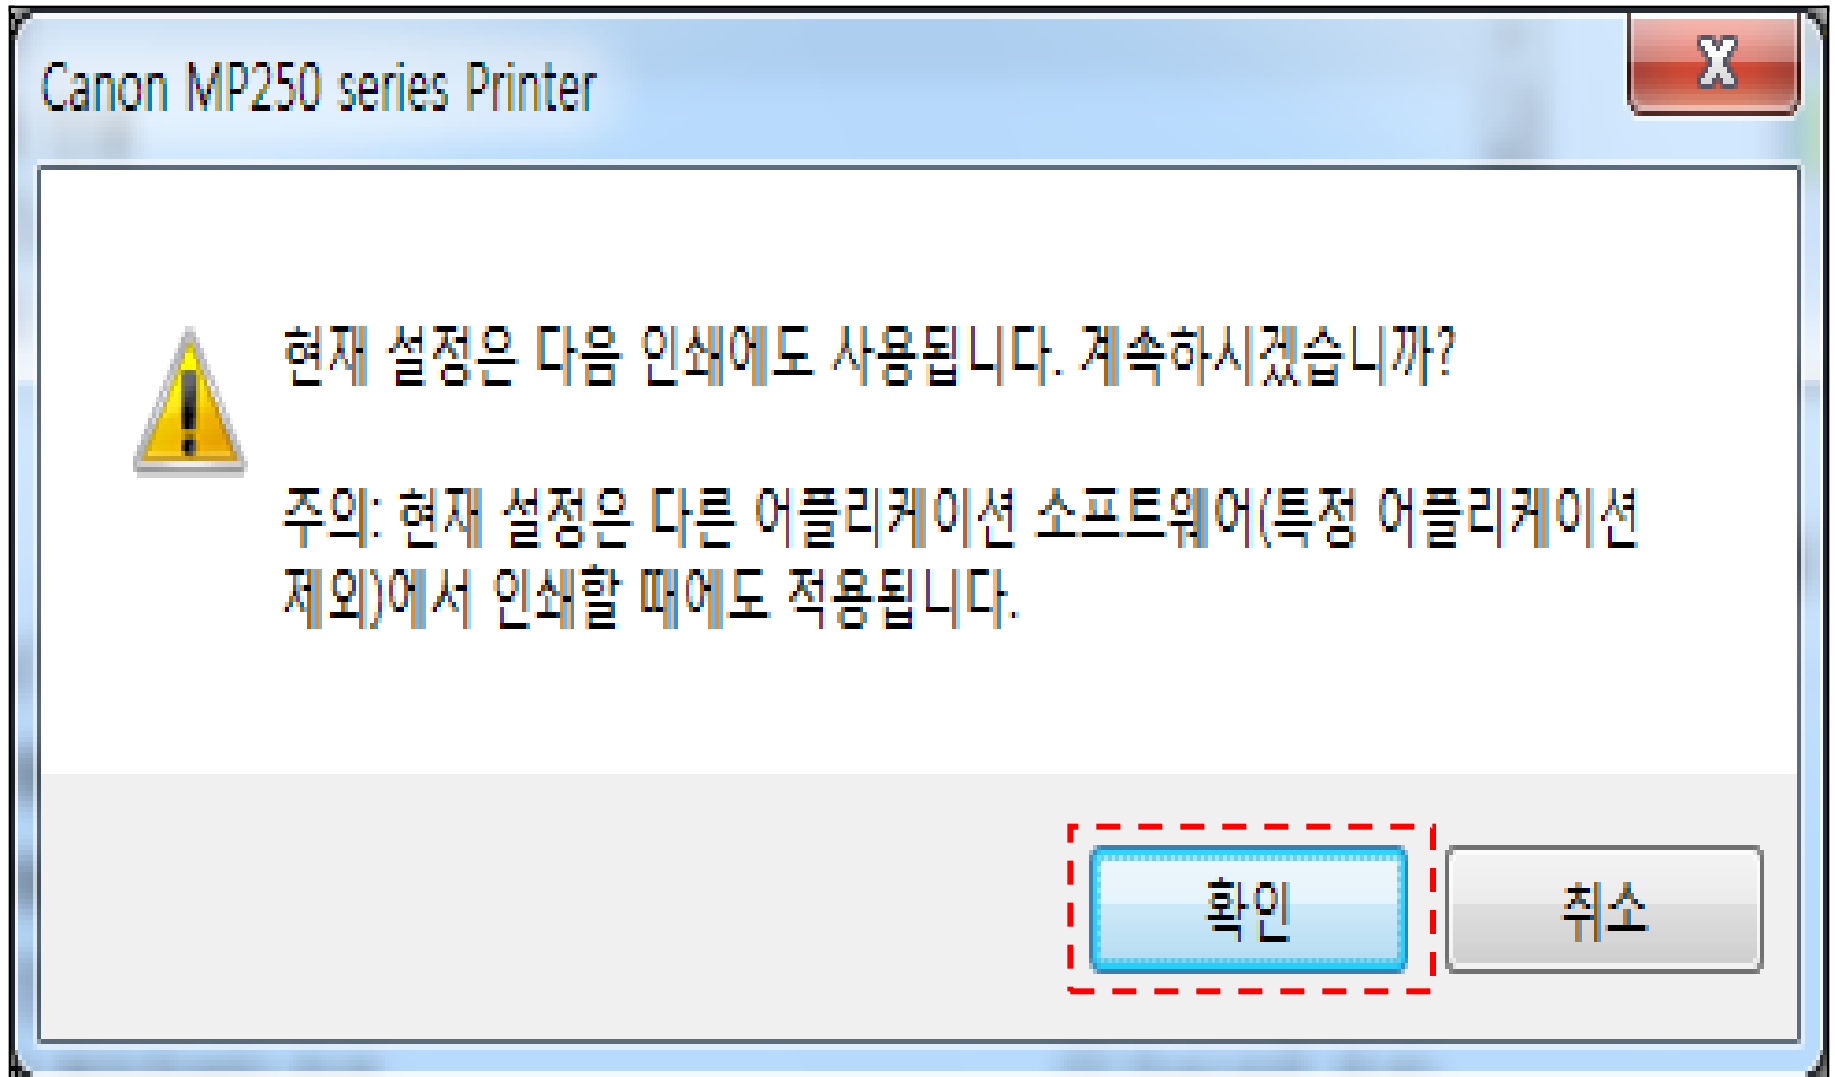 Canon MP250 series Printer
현재 설정은 다음 인쇄에도 사용됩니다. 계속하시겠습니까?
주의: 현재 설정은 다른 어플리케이션 소프트웨어(특정 어플리케이션
제외)에서 인쇄할 때에도 적용됩니다.
확인
취소